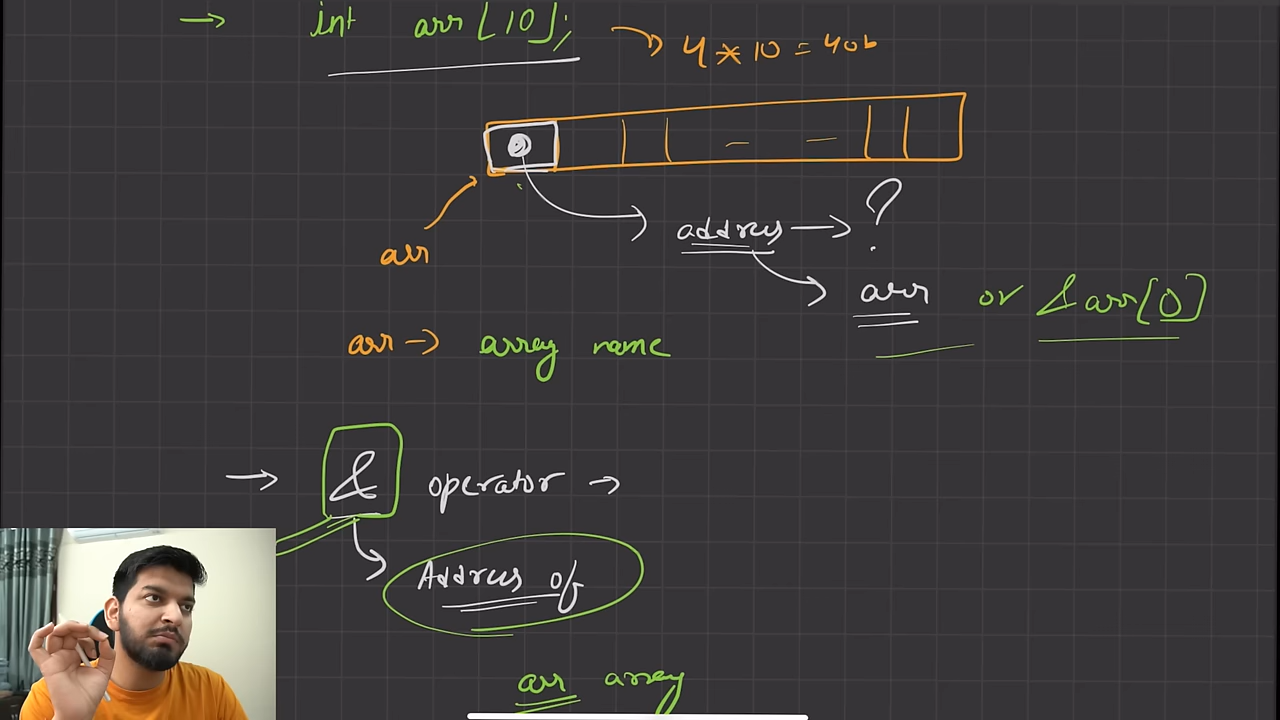 → int arr[10]; → 4 * 10 = 40b
address → ?
arr
arr or &arr[0]
arr → array name
→ & operator →
Address of
arr array